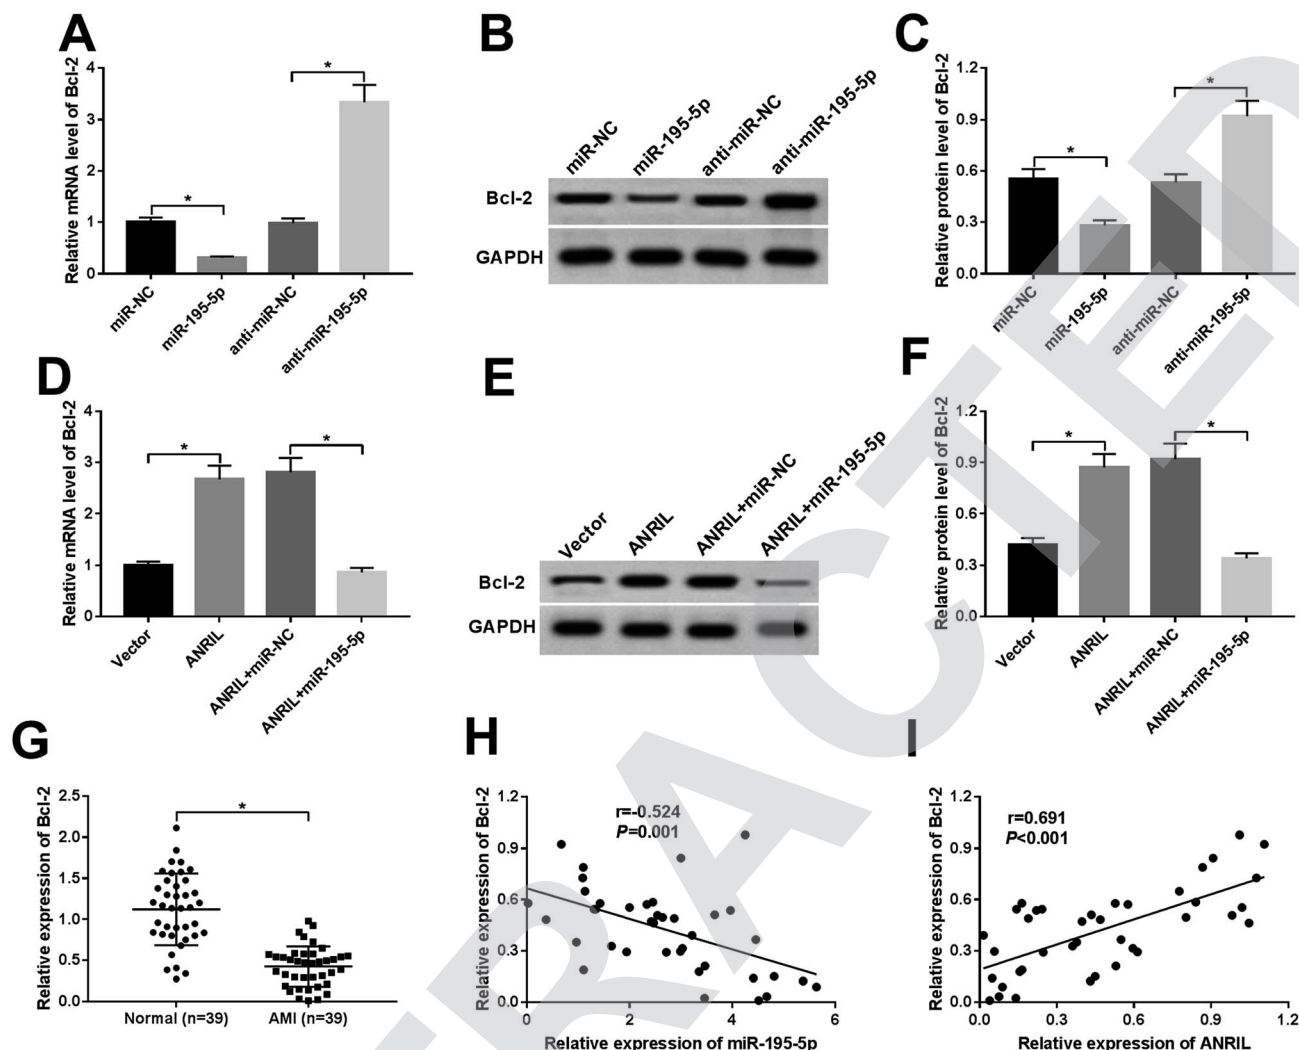 A
Relative mRNA level of Bcl-2
4
3
2
1
0
*
*
miR-NC
miR-195-5p
anti-miR-NC
anti-miR-195-5p
B
miR-NC
miR-195-5p
anti-miR-NC
anti-miR-195-5p
Bcl-2
GAPDH
C
Relative protein level of Bcl-2
1.2
0.9
0.6
0.3
0.0
*
*
miR-NC
miR-195-5p
anti-miR-NC
anti-miR-195-5p
D
Relative mRNA level of Bcl-2
4
3
2
1
0
*
*
Vector
ANRIL
ANRIL+miR-NC
ANRIL+miR-195-5p
E
Vector
ANRIL
ANRIL+miR-NC
ANRIL+miR-195-5p
Bcl-2
GAPDH
F
Relative protein level of Bcl-2
1.2
0.9
0.6
0.3
0.0
*
*
Vector
ANRIL
ANRIL+miR-NC
ANRIL+miR-195-5p
G
Relative expression of Bcl-2
2.5
2.0
1.5
1.0
0.5
0.0
*
Normal (n=39)
AMI (n=39)
H
Relative expression of Bcl-2
1.2
0.9
0.6
0.3
0.0
r=-0.524
P=0.001
0
2
4
6
Relative expression of miR-195-5p
I
Relative expression of Bcl-2
1.2
0.9
0.6
0.3
0.0
r=0.691
P<0.001
0.0
0.3
0.6
0.9
1.2
Relative expression of ANRIL
RACTED